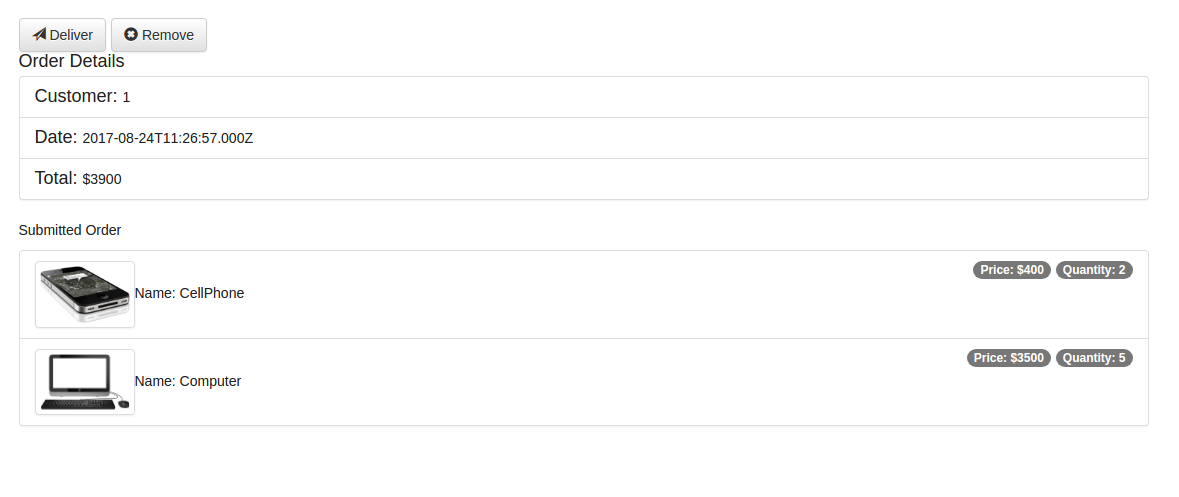 Deliver Remove
Order Details
Customer: 1
Date: 2017-08-24T11:26:57.000Z
Total: $3900
Submitted Order
Name: CellPhone Price: $400 Quantity: 2
Name: Computer Price: $3500 Quantity: 5